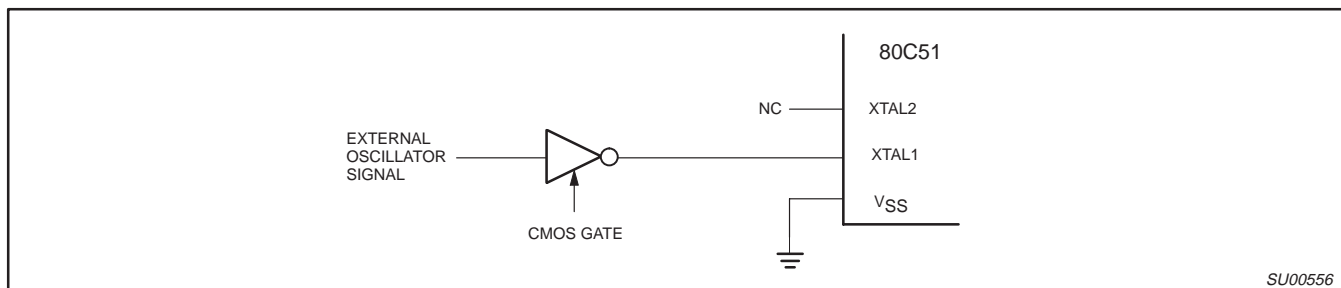 80C51
NC
XTAL2
EXTERNAL
OSCILLATOR
SIGNAL
XTAL1
VSS
CMOS GATE
SU00556